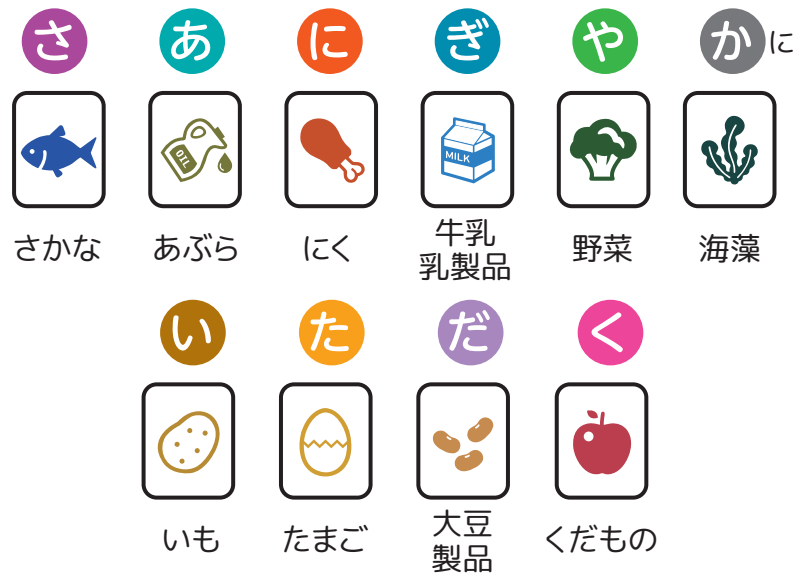 さ あ に ぎ や か に
OIL
MILK
さかな
あぶら
にく
牛乳
乳製品
野菜
海藻
い た だ く
いも
たまご
大豆
製品
くだもの